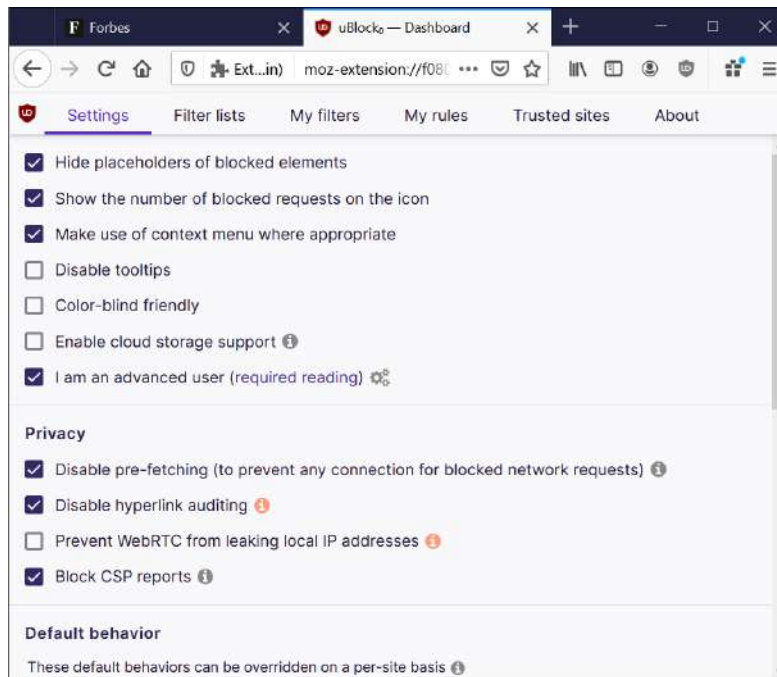 F Forbes
uBlock₀ — Dashboard
Ext...in)
moz-extension://f080
Settings
Filter lists
My filters
My rules
Trusted sites
About
Hide placeholders of blocked elements
Show the number of blocked requests on the icon
Make use of context menu where appropriate
Disable tooltips
Color-blind friendly
Enable cloud storage support
I am an advanced user (required reading)
Privacy
Disable pre-fetching (to prevent any connection for blocked network requests)
Disable hyperlink auditing
Prevent WebRTC from leaking local IP addresses
Block CSP reports
Default behavior
These default behaviors can be overridden on a per-site basis